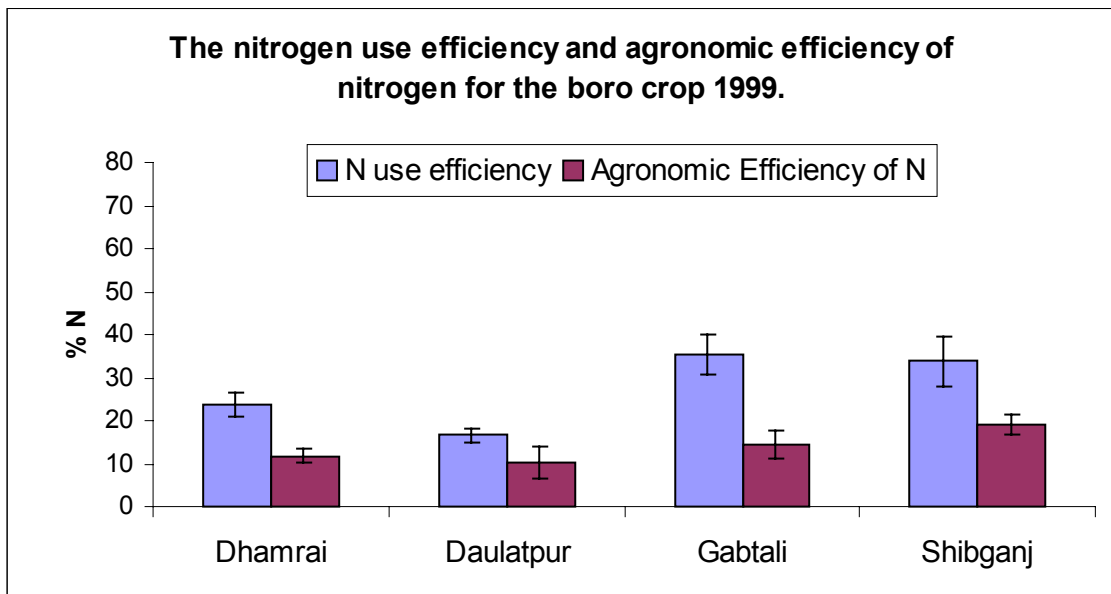 The nitrogen use efficiency and agronomic efficiency of
nitrogen for the boro crop 1999.
N use efficiency Agronomic Efficiency of N
% N
80
70
60
50
40
30
20
10
0
Dhamrai Daulatpur Gabtali Shibganj